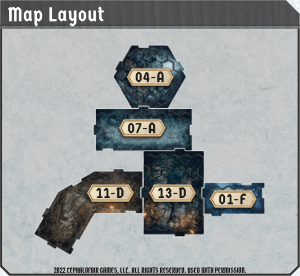 Map Layout
04-A
07-A
11-D
13-D
01-F
2022 CEPHALOFAIR GAMES, LLC. ALL RIGHTS RESERVED. USED WITH PERMISSION.